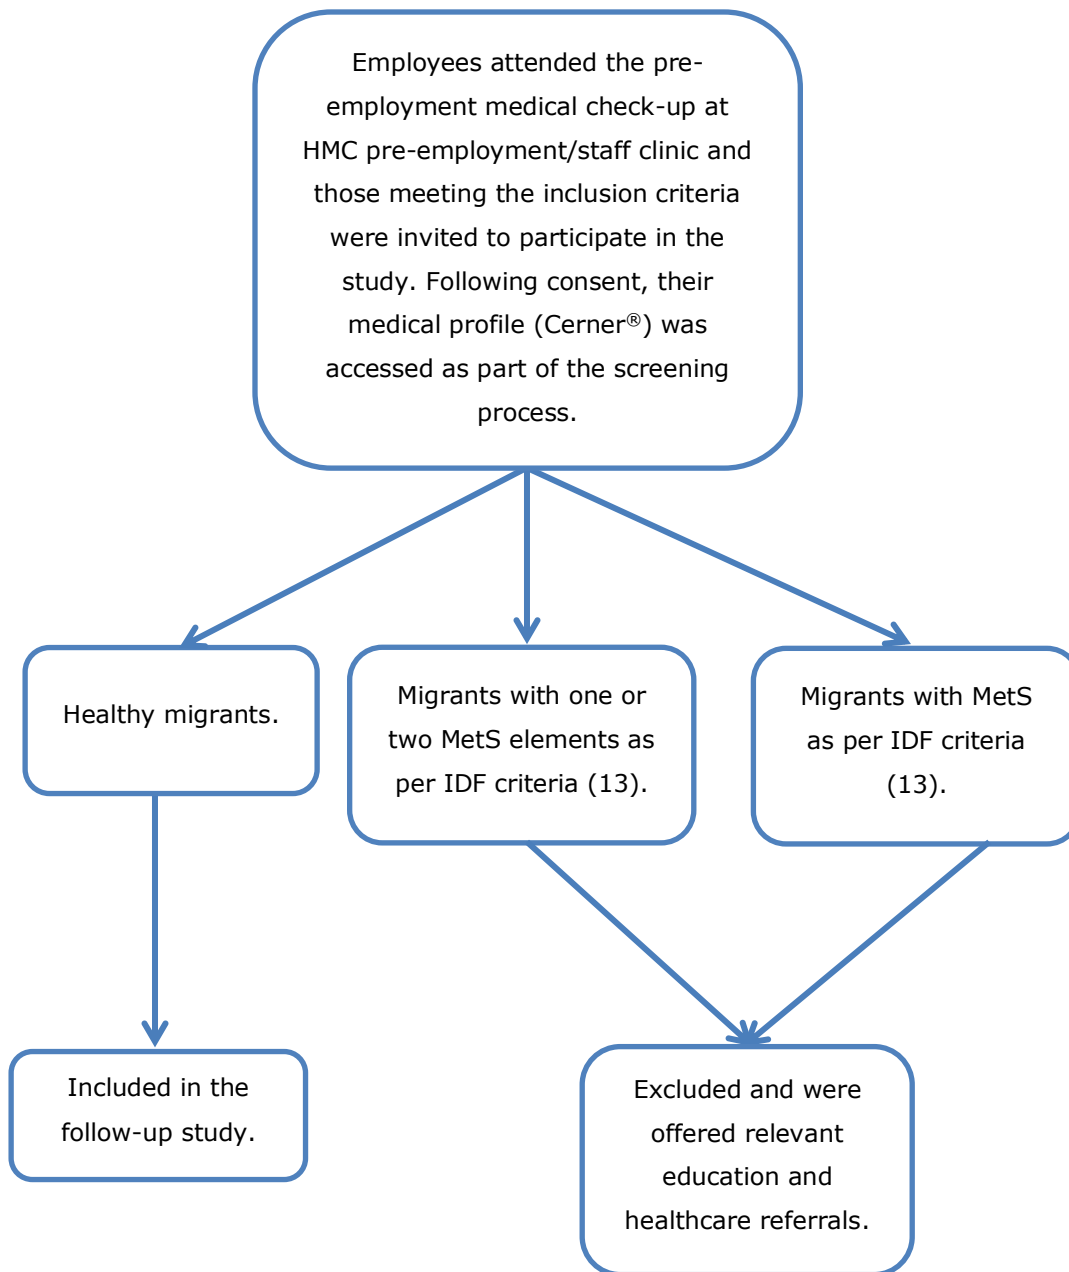 Employees attended the pre-
employment medical check-up at
HMC pre-employment/staff clinic and
those meeting the inclusion criteria
were invited to participate in the
study. Following consent, their
medical profile (Cerner®) was
accessed as part of the screening
process.
Healthy migrants.
Migrants with one or
two MetS elements as
per IDF criteria (13).
Migrants with MetS
as per IDF criteria
(13).
Included in the
follow-up study.
Excluded and were
offered relevant
education and
healthcare referrals.